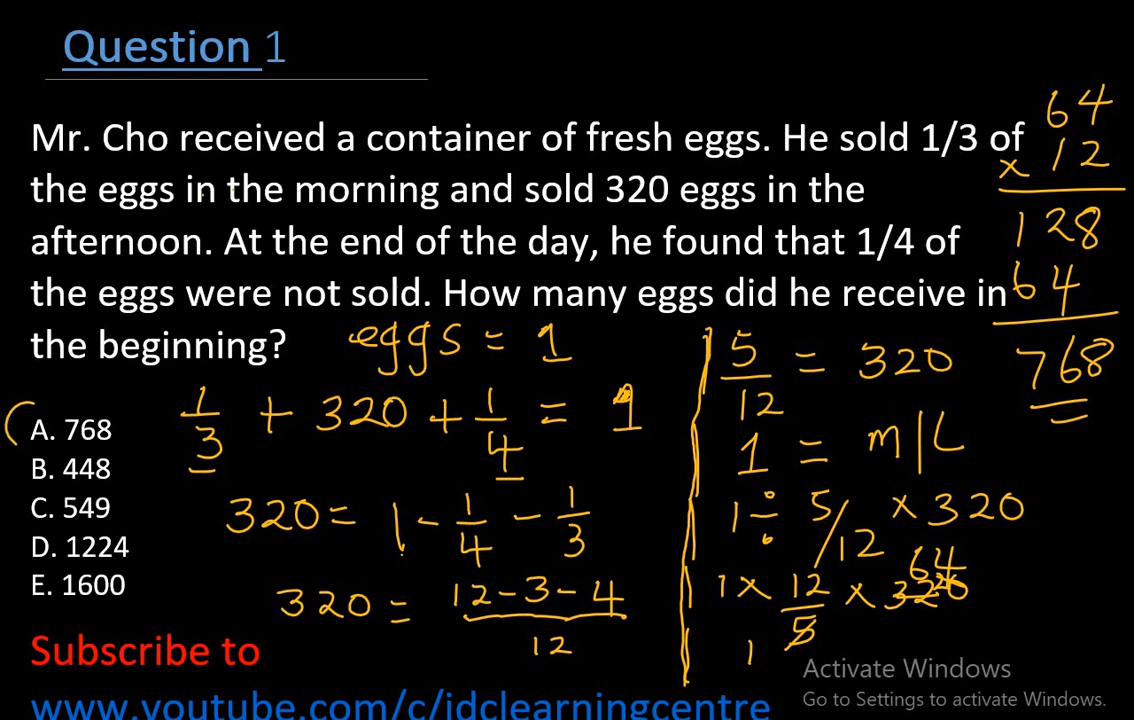 Question 1
Mr. Cho received a container of fresh eggs. He sold 1/3 of
the eggs in the morning and sold 320 eggs in the
afternoon. At the end of the day, he found that 1/4 of
the eggs were not sold. How many eggs did he receive in
the beginning?
A. 768
B. 448
C. 549
D. 1224
E. 1600
eggs = 1
1/3 + 320 + 1/4 = 1
320 = 1 - 1/4 - 1/3
320 = 12-3-4/12
5/12 = 320
1 = m/L
1 ÷ 5/12 × 320
64
1 × 12/5 × 320
1
64
× 12
128
64
768
Subscribe to
www.youtube.com/c/idclearningcentre
Activate Windows
Go to Settings to activate Windows.